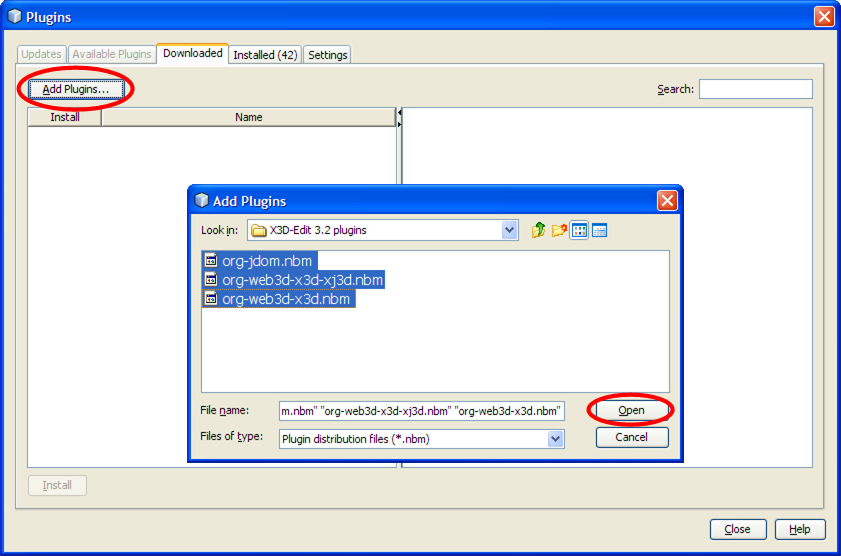 Plugins
Updates Available Plugins Downloaded Installed (42) Settings
Add Plugins... Search:
Install Name
Add Plugins
Look in: X3D-Edit 3.2 plugins
org-jdom.nbm
org-web3d-x3d-xj3d.nbm
org-web3d-x3d.nbm
File name: m.nbm" "org-web3d-x3d-xj3d.nbm" "org-web3d-x3d.nbm" Open
Files of type: Plugin distribution files (*.nbm) Cancel
Install
Close Help